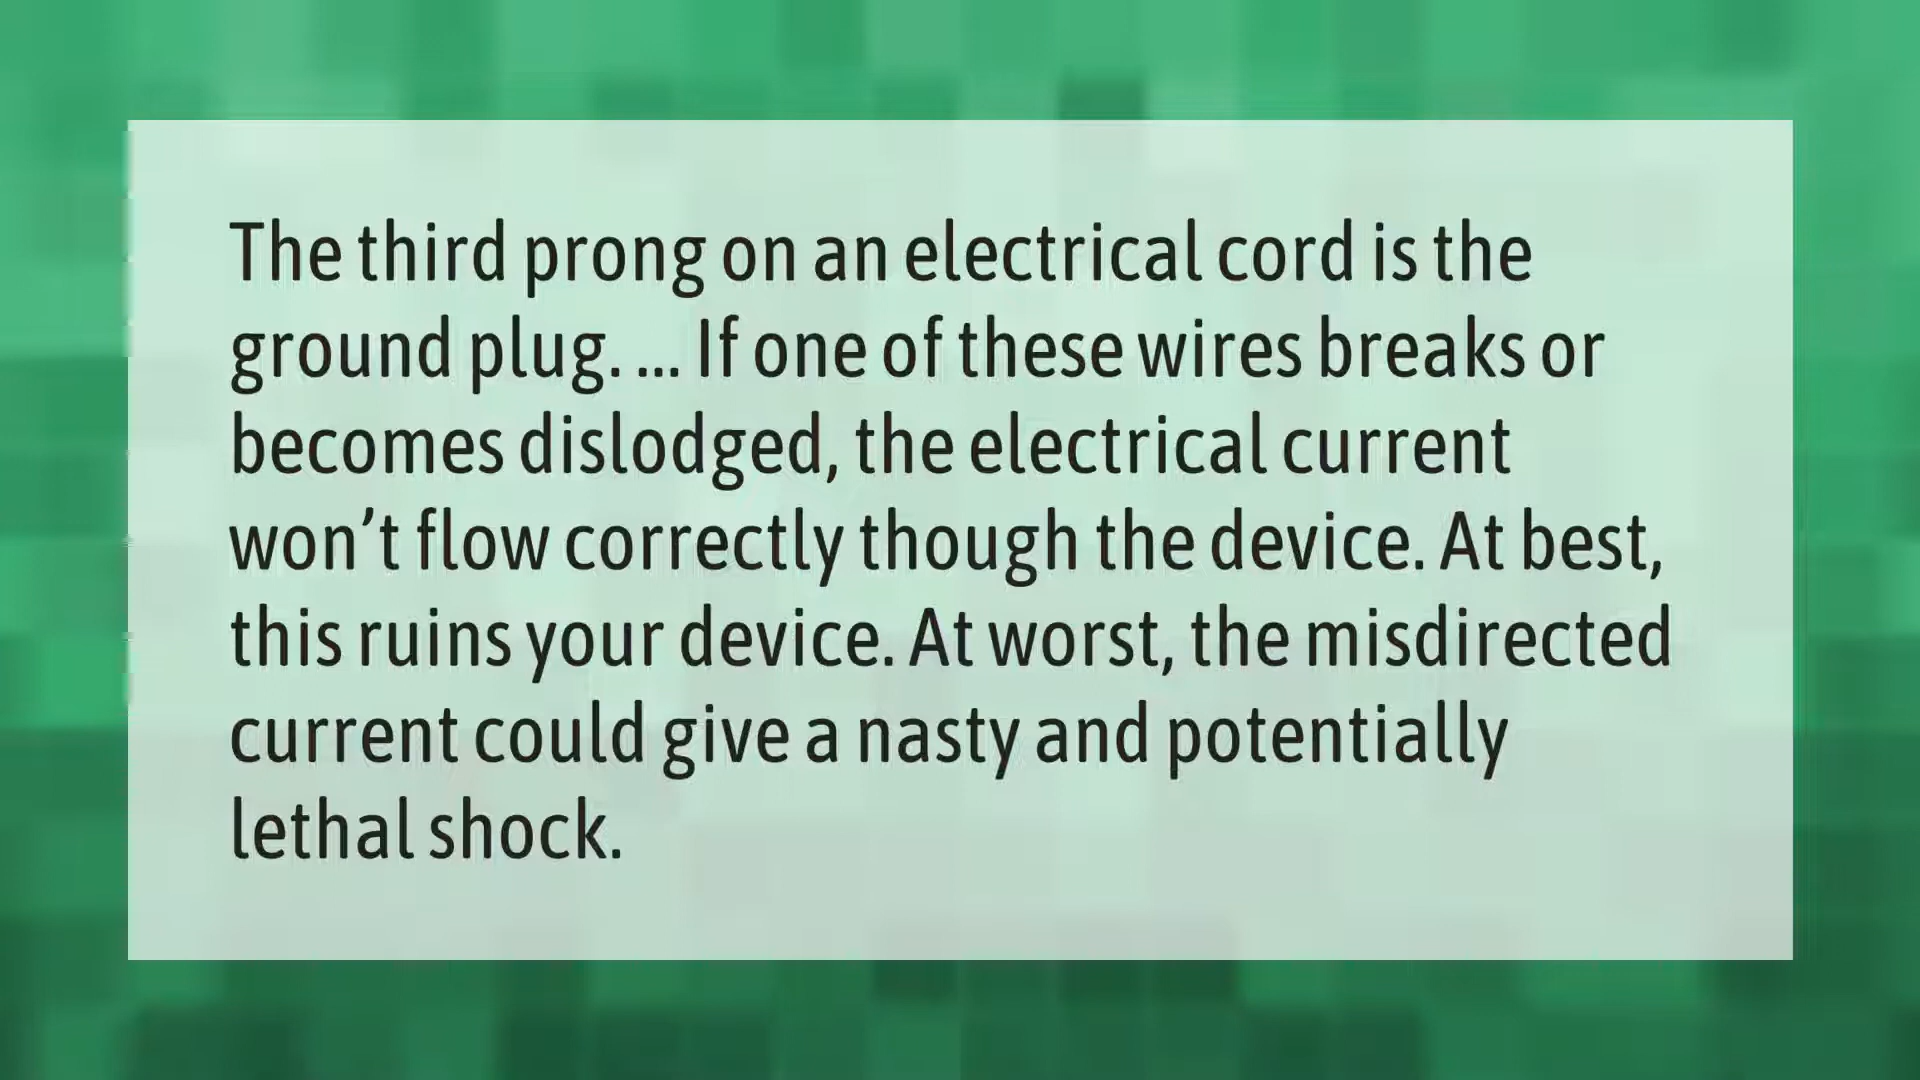 The third prong on an electrical cord is the
ground plug. ... If one of these wires breaks or
becomes dislodged, the electrical current
won’t flow correctly though the device. At best,
this ruins your device. At worst, the misdirected
current could give a nasty and potentially
lethal shock.